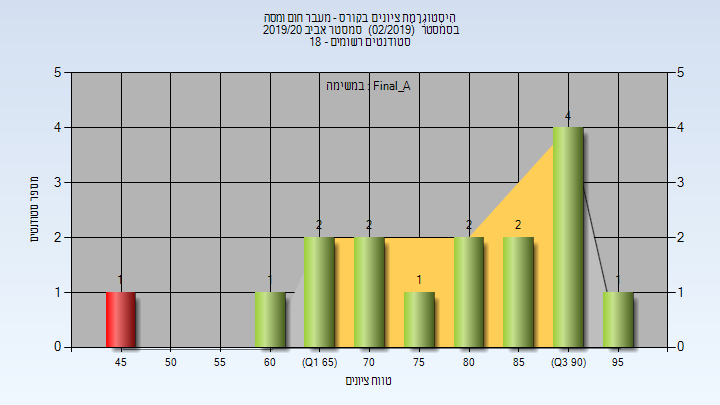 היסטוגרמת ציונים בקורס - מעבר חום ומסה
בסמסטר (02/2019) סמסטר אביב 2019/20
סטודנטים רשומים - 18
במשימה : Final_A
מספר סטודנטים
5 5
4 4
3 3
2 2
1 1
0 0
1 1 2 2 1 2 2 4 1
45 50 55 60 (Q1 65) 70 75 80 85 (Q3 90) 95
טווח ציונים